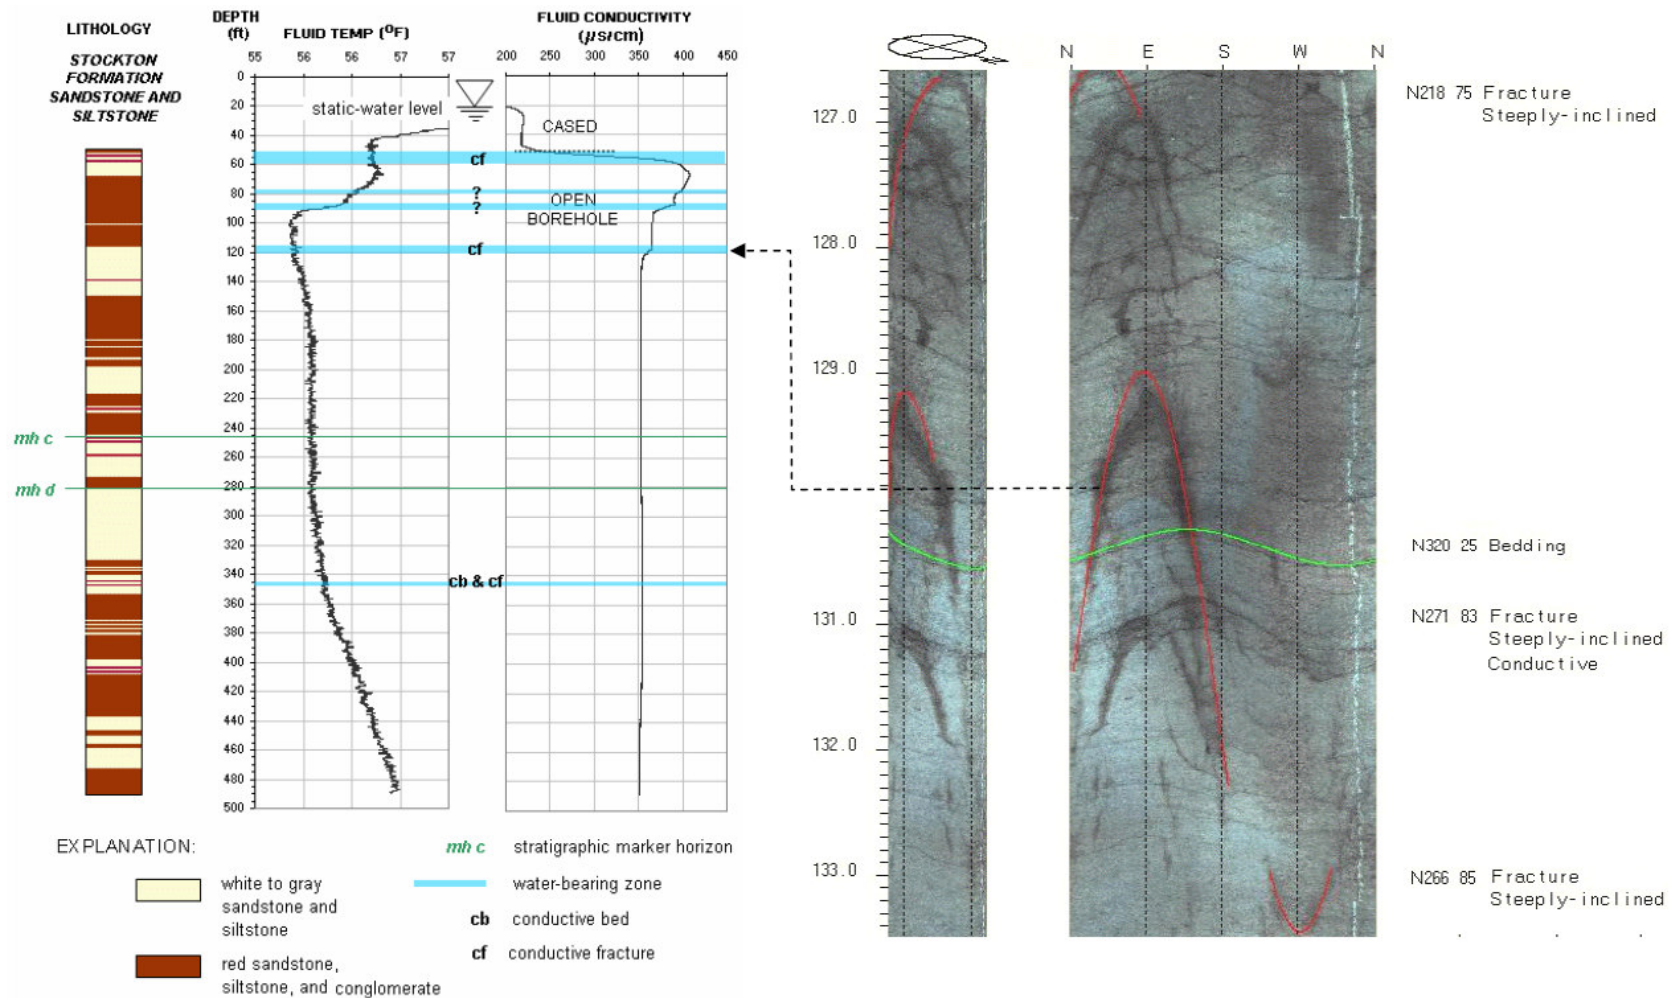 LITHOLOGY
STOCKTON
FORMATION
SANDSTONE AND
SILTSTONE
DEPTH
(ft)
FLUID TEMP (ºF)
55 56 56 57 57
FLUID CONDUCTIVITY
(µs/cm)
200 250 300 350 400 450
0
20
40
60
80
100
120
140
160
180
200
220
240
260
280
300
320
340
360
380
400
420
440
460
480
500
static-water level
CASED
cf
?
OPEN
?
BOREHOLE
cf
mh c
mh d
cb & cf
EXPLANATION:
white to gray
sandstone and
siltstone
red sandstone,
siltstone, and conglomerate
mh c stratigraphic marker horizon
water-bearing zone
cb conductive bed
cf conductive fracture
N E S W N
127.0
128.0
129.0
131.0
132.0
133.0
N218 75 Fracture
Steeply-inclined
N320 25 Bedding
N271 83 Fracture
Steeply-inclined
Conductive
N266 85 Fracture
Steeply-inclined